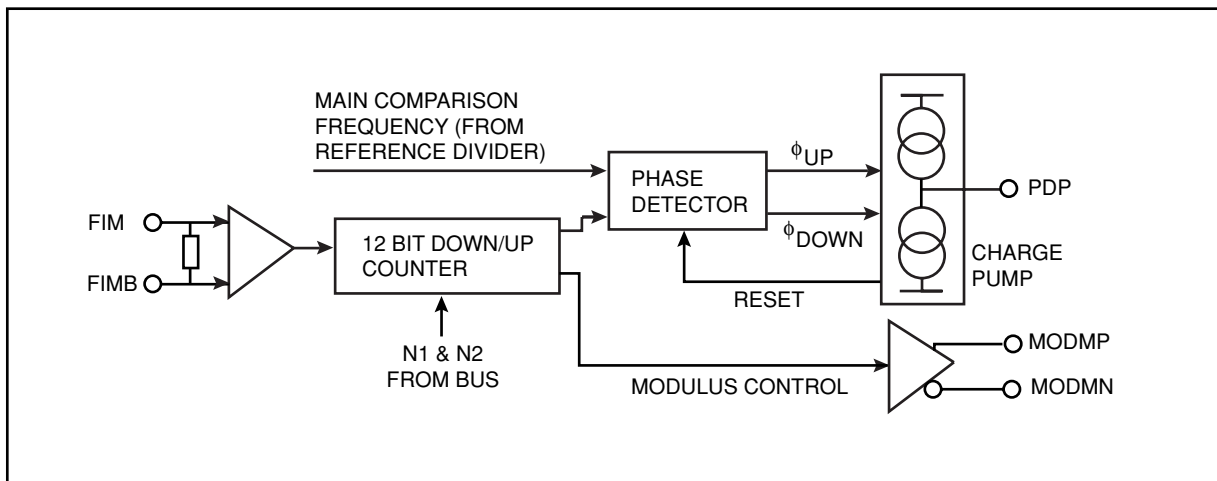 MAIN COMPARISON
FREQUENCY (FROM
REFERENCE DIVIDER)
FIM
FIMB
12 BIT DOWN/UP
COUNTER
N1 & N2
FROM BUS
PHASE
DETECTOR
ϕUP
ϕDOWN
RESET
CHARGE
PUMP
PDP
MODULUS CONTROL
MODMP
MODMN